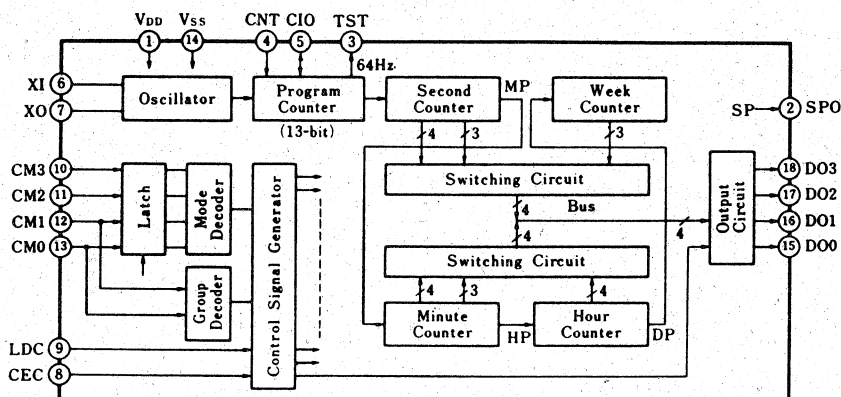 VDD VSS CNT CIO TST
1 14 4 5 3
64Hz
XI 6
XO 7
Oscillator
Program Counter
(13-bit)
Second Counter
MP
Week Counter
SP 2 SPO
4 3 3
CM3 10
CM2 11
CM1 12
CM0 13
Latch
Mode Decoder
Group Decoder
Control Signal Generator
Switching Circuit
4
Bus
4
4
Switching Circuit
4 3 4
Minute Counter
HP
Hour Counter
DP
Output Circuit
18 DO3
17 DO2
16 DO1
15 DO0
LDC 9
CEC 8